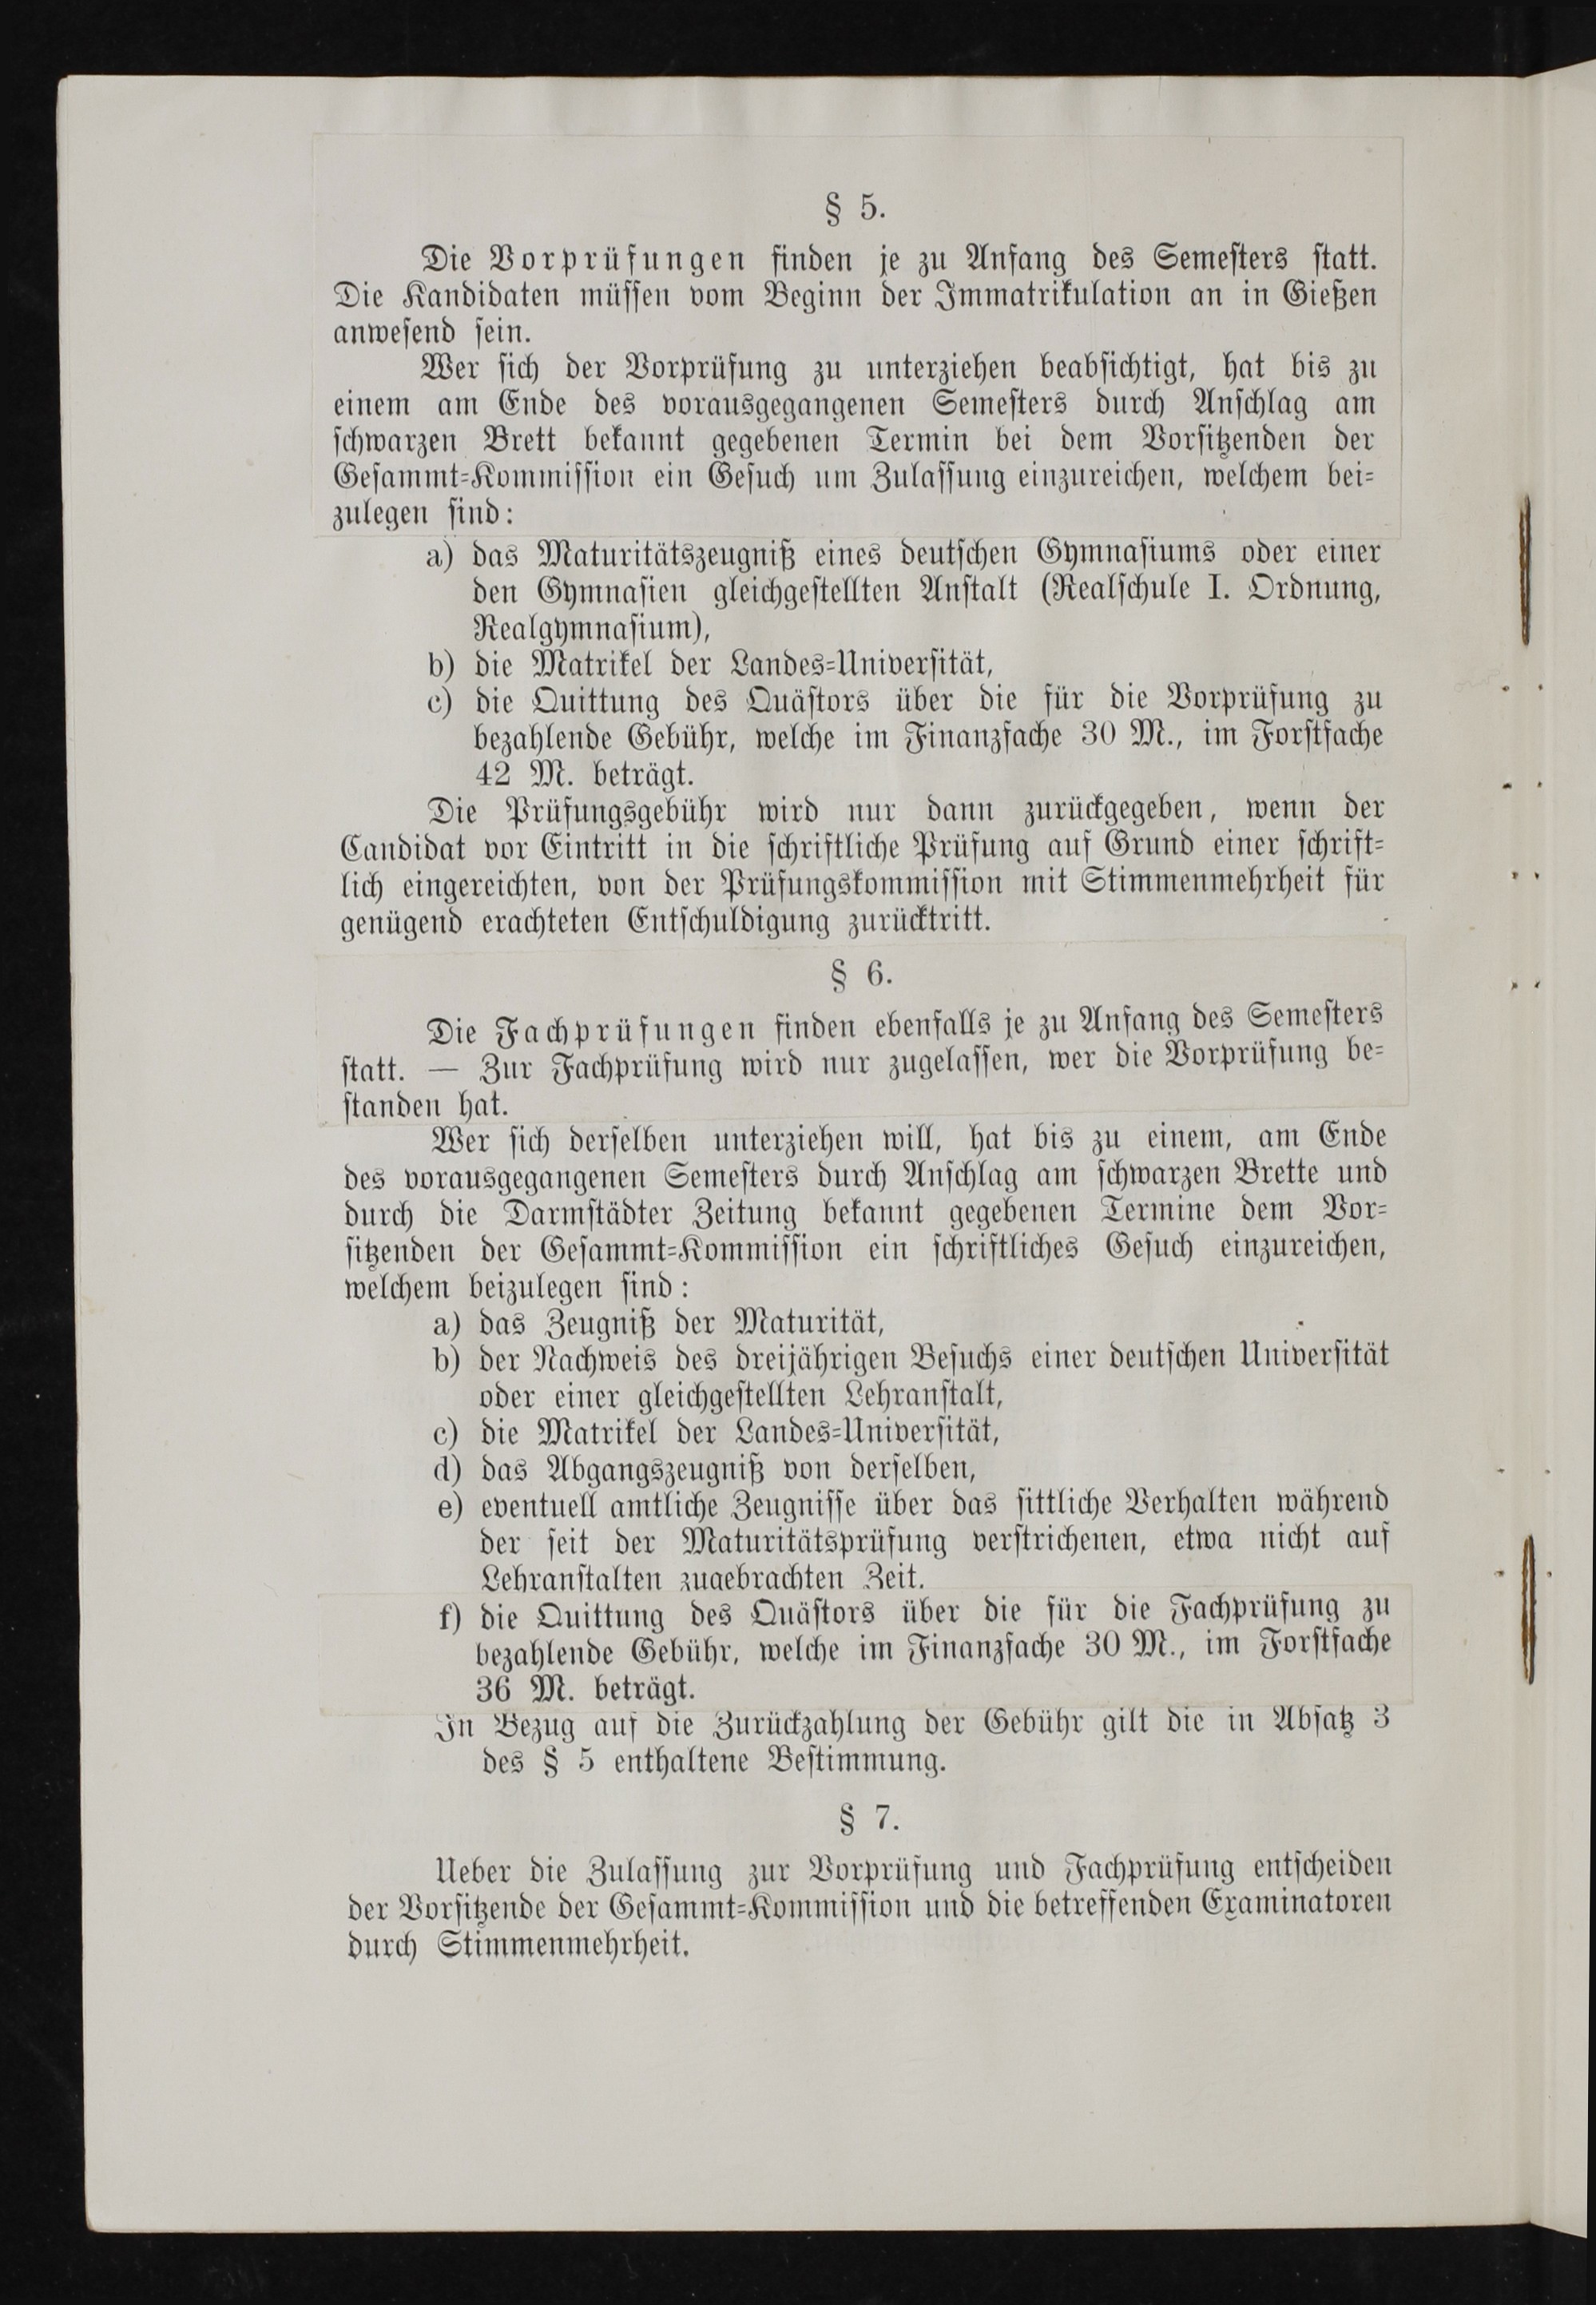 § 5.
Die Vorprüfungen finden je zu Anfang des Semeſters ſtatt.
Die Kandidaten müſſen vom Beginn der Immatrikulation an in Gießen
anweſend ſein.
Wer ſich der Vorprüfung zu unterziehen beabſichtigt, hat bis zu
einem am Ende des vorausgegangenen Semeſters durch Anſchlag am
ſchwarzen Brett bekannt gegebenen Termin bei dem Vorſitzenden der
Geſammt-Kommiſſion ein Geſuch um Zulaſſung einzureichen, welchem bei-
zulegen ſind:
a) das Maturitätszeugniß eines deutſchen Gymnaſiums oder einer
den Gymnaſien gleichgeſtellten Anſtalt (Realſchule I. Ordnung,
Realgymnaſium),
b) die Matrikel der Landes-Univerſität,
c) die Quittung des Quäſtors über die für die Vorprüfung zu
bezahlende Gebühr, welche im Finanzfache 30 M., im Forſtfache
42 M. beträgt.
Die Prüfungsgebühr wird nur dann zurückgegeben, wenn der
Candidat vor Eintritt in die ſchriftliche Prüfung auf Grund einer ſchrift-
lich eingereichten, von der Prüfungskommiſſion mit Stimmenmehrheit für
genügend erachteten Entſchuldigung zurücktritt.
§ 6.
Die Fachprüfungen finden ebenfalls je zu Anfang des Semeſters
ſtatt. — Zur Fachprüfung wird nur zugelaſſen, wer die Vorprüfung be-
ſtanden hat.
Wer ſich derſelben unterziehen will, hat bis zu einem, am Ende
des vorausgegangenen Semeſters durch Anſchlag am ſchwarzen Brette und
durch die Darmſtädter Zeitung bekannt gegebenen Termine dem Vor-
ſitzenden der Geſammt-Kommiſſion ein ſchriftliches Geſuch einzureichen,
welchem beizulegen ſind:
a) das Zeugniß der Maturität,
b) der Nachweis des dreijährigen Beſuchs einer deutſchen Univerſität
oder einer gleichgeſtellten Lehranſtalt,
c) die Matrikel der Landes-Univerſität,
d) das Abgangszeugniß von derſelben,
e) eventuell amtliche Zeugniſſe über das ſittliche Verhalten während
der ſeit der Maturitätsprüfung verſtrichenen, etwa nicht auf
Lehranſtalten zugebrachten Zeit.
f) die Quittung des Quäſtors über die für die Fachprüfung zu
bezahlende Gebühr, welche im Finanzfache 30 M., im Forſtfache
36 M. beträgt.
In Bezug auf die Zurückzahlung der Gebühr gilt die in Abſatz 3
des § 5 enthaltene Beſtimmung.
§ 7.
Ueber die Zulaſſung zur Vorprüfung und Fachprüfung entſcheiden
der Vorſitzende der Geſammt-Kommiſſion und die betreffenden Examinatoren
durch Stimmenmehrheit.